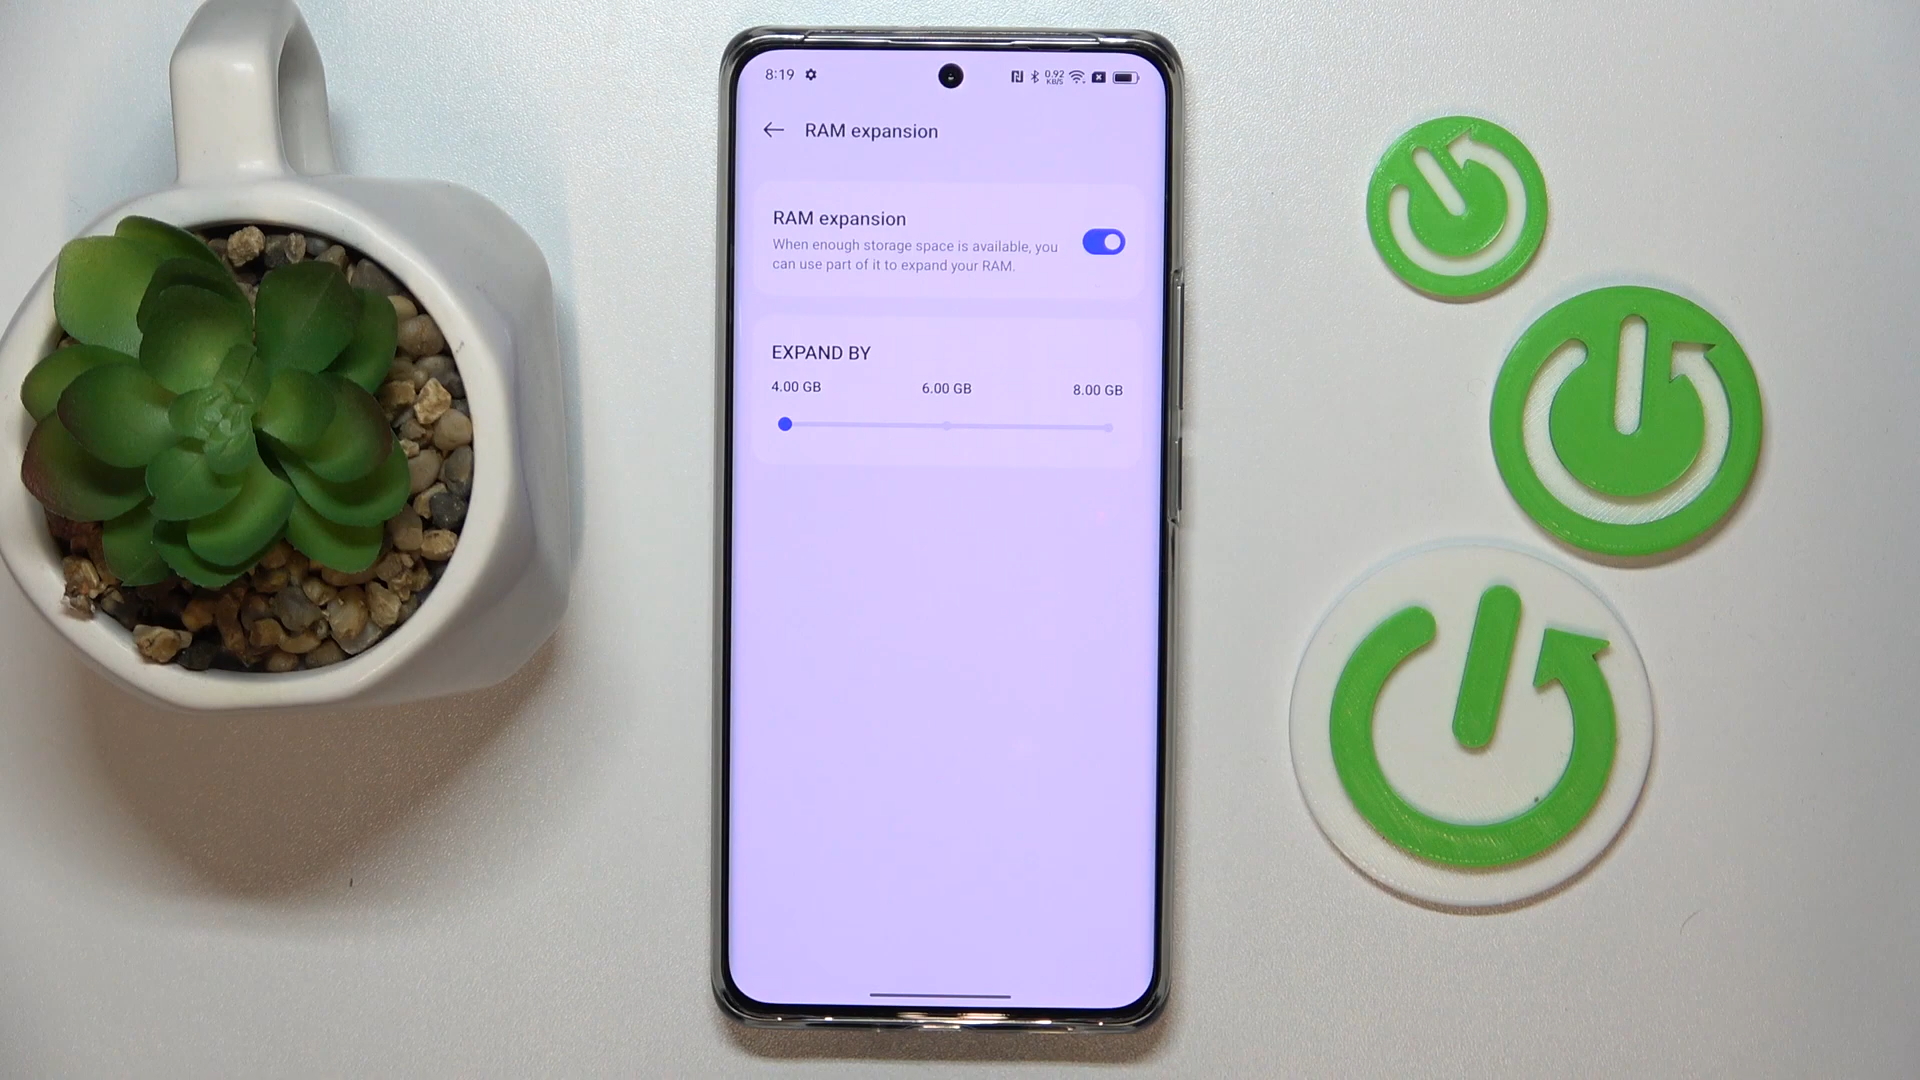 8:19
0.92
KB/S
RAM expansion
RAM expansion
When enough storage space is available, you
can use part of it to expand your RAM.
EXPAND BY
4.00 GB 6.00 GB 8.00 GB